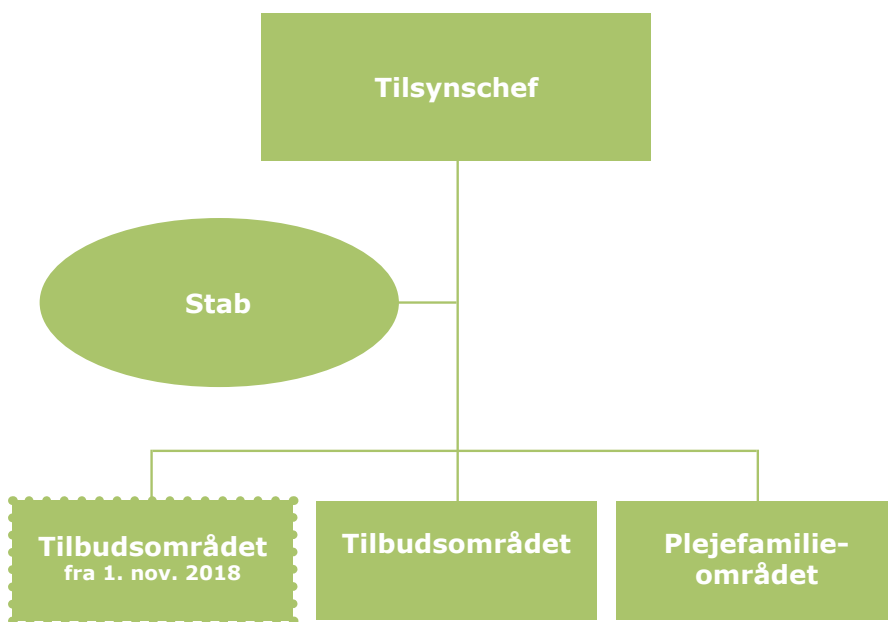 Tilsynschef
Stab
Tilbudsområdet
fra 1. nov. 2018
Tilbudsområdet
Plejefamilie-
området